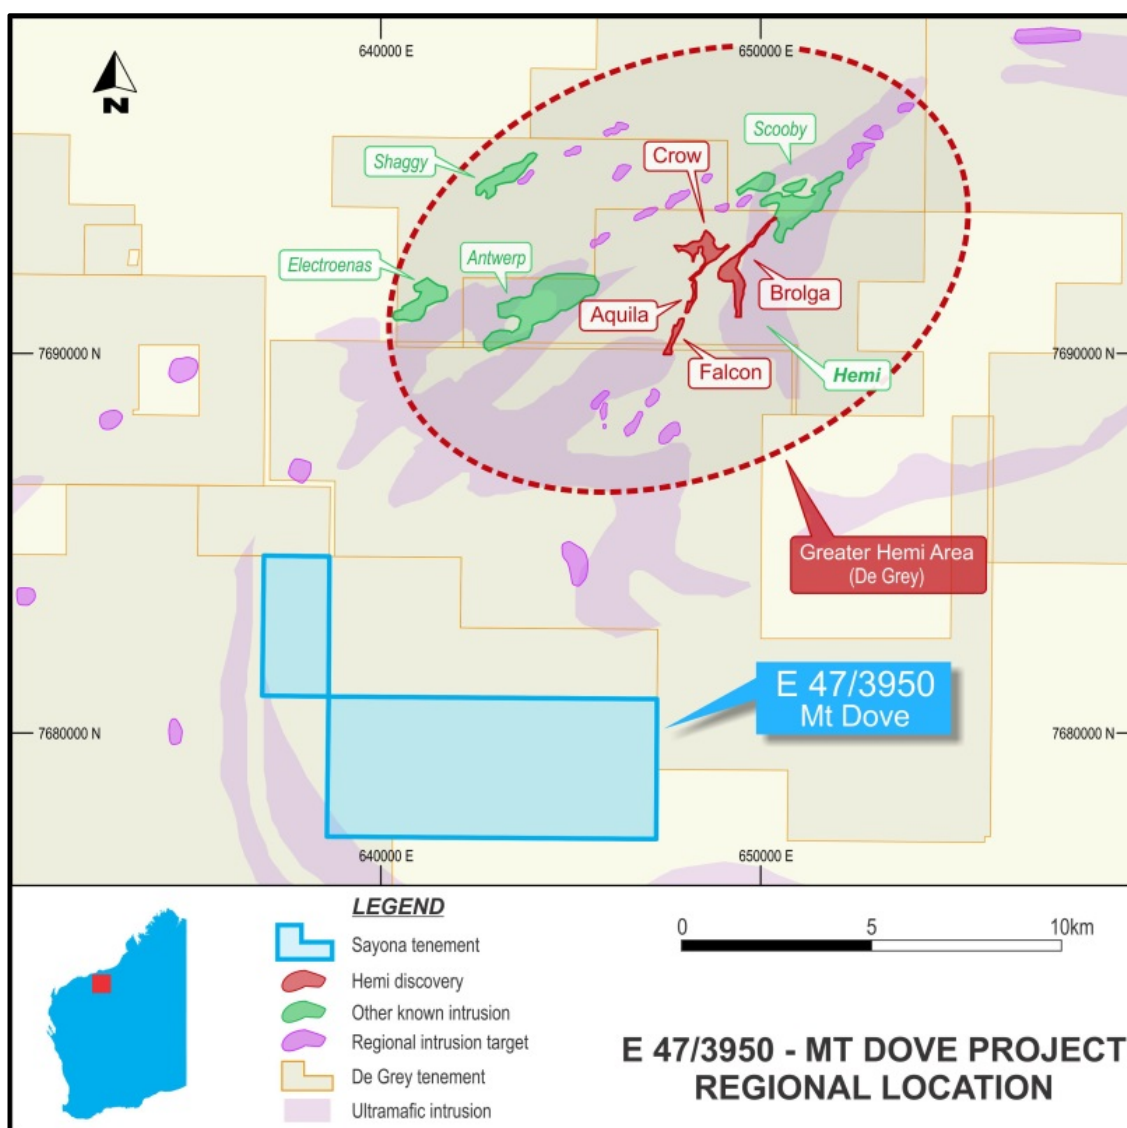 640000 E
650000 E
N
Scooby
Crow
Shaggy
Electroenas
Antwerp
Brolga
Aquila
Falcon
Hemi
7690000 N
7690000 N
Greater Hemi Area
(De Grey)
E 47/3950
Mt Dove
7680000 N
7680000 N
640000 E
650000 E
LEGEND
Sayona tenement
Hemi discovery
Other known intrusion
Regional intrusion target
De Grey tenement
Ultramafic intrusion
0
5
10km
E 47/3950 - MT DOVE PROJECT
REGIONAL LOCATION